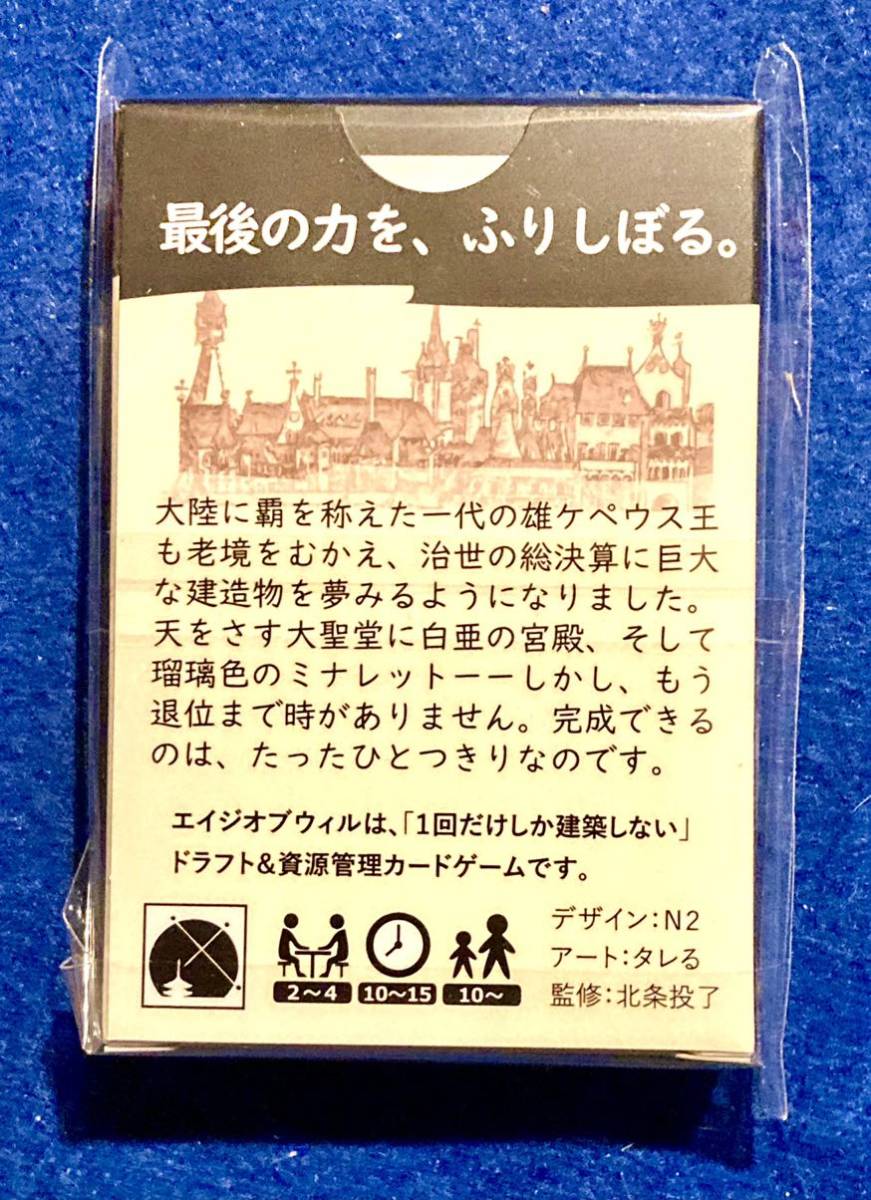 最後の力を、ふりしぼる。
大陸に覇を称えた一代の雄ケペウス王
も老境をむかえ、治世の総決算に巨大
な建造物を夢みるようになりました。
天をさす大聖堂に白亜の宮殿、そして
瑠璃色のミナレットーーしかし、もう
退位まで時がありません。完成できる
のは、たったひとつきりなのです。
エイジオブウィルは、「1回だけしか建築しない」
ドラフト&資源管理カードゲームです。
2〜4 10〜15 10〜
デザイン：N2
アート：タレる
監修：北条投了